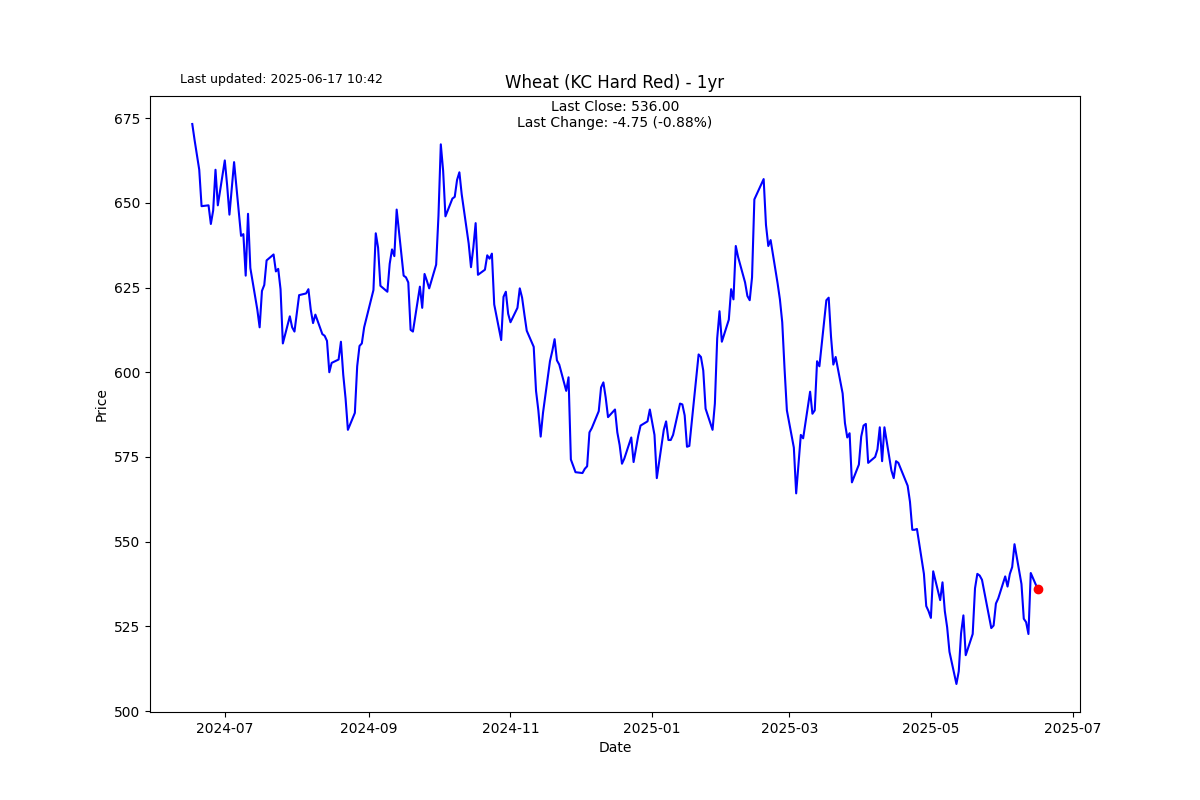 Last updated: 2025-06-17 10:42
Wheat (KC Hard Red) - 1yr
Last Close: 536.00
Last Change: -4.75 (-0.88%)
675
650
625
600
575
550
525
500
Price
2024-07
2024-09
2024-11
2025-01
2025-03
2025-05
2025-07
Date